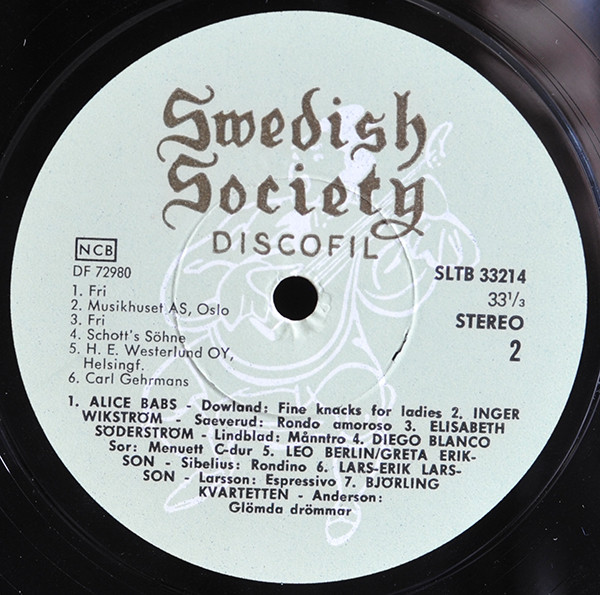 Swedish
Society
DISCOFIL
NCB
DF 72980
1. Fri
2. Musikhuset AS, Oslo
3. Fri
4. Schott's Söhne
5. H. E. Westerlund OY,
Helsingf.
6. Carl Gehrmans
SLTB 33214
33 1/3
STEREO
2
1. ALICE BABS - Dowland: Fine knacks for ladies 2. INGER
WIKSTRÖM - Saeverud: Rondo amoroso 3. ELISABETH
SÖDERSTRÖM - Lindblad: Månntro 4. DIEGO BLANCO
Sor: Menuett C-dur 5. LEO BERLIN/GRETA ERIK-
SON - Sibelius: Rondino 6. LARS-ERIK LARS-
SON - Larsson: Espressivo 7. BJÖRLING
KVARTETTEN - Anderson:
Glömda drömmar